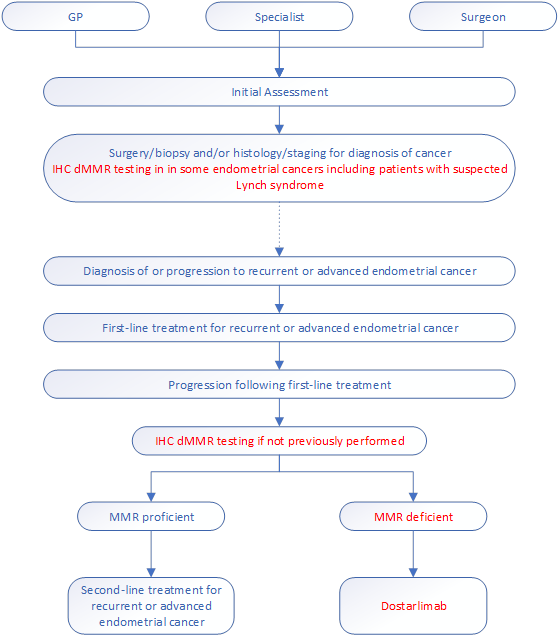 GP
Specialist
Surgeon
Initial Assessment
Surgery/biopsy and/or histology/staging for diagnosis of cancer
IHC dMMR testing in in some endometrial cancers including patients with suspected
Lynch syndrome
Diagnosis of or progression to recurrent or advanced endometrial cancer
First-line treatment for recurrent or advanced endometrial cancer
Progression following first-line treatment
IHC dMMR testing if not previously performed
MMR proficient
MMR deficient
Second-line treatment for
recurrent or advanced
endometrial cancer
Dostarlimab